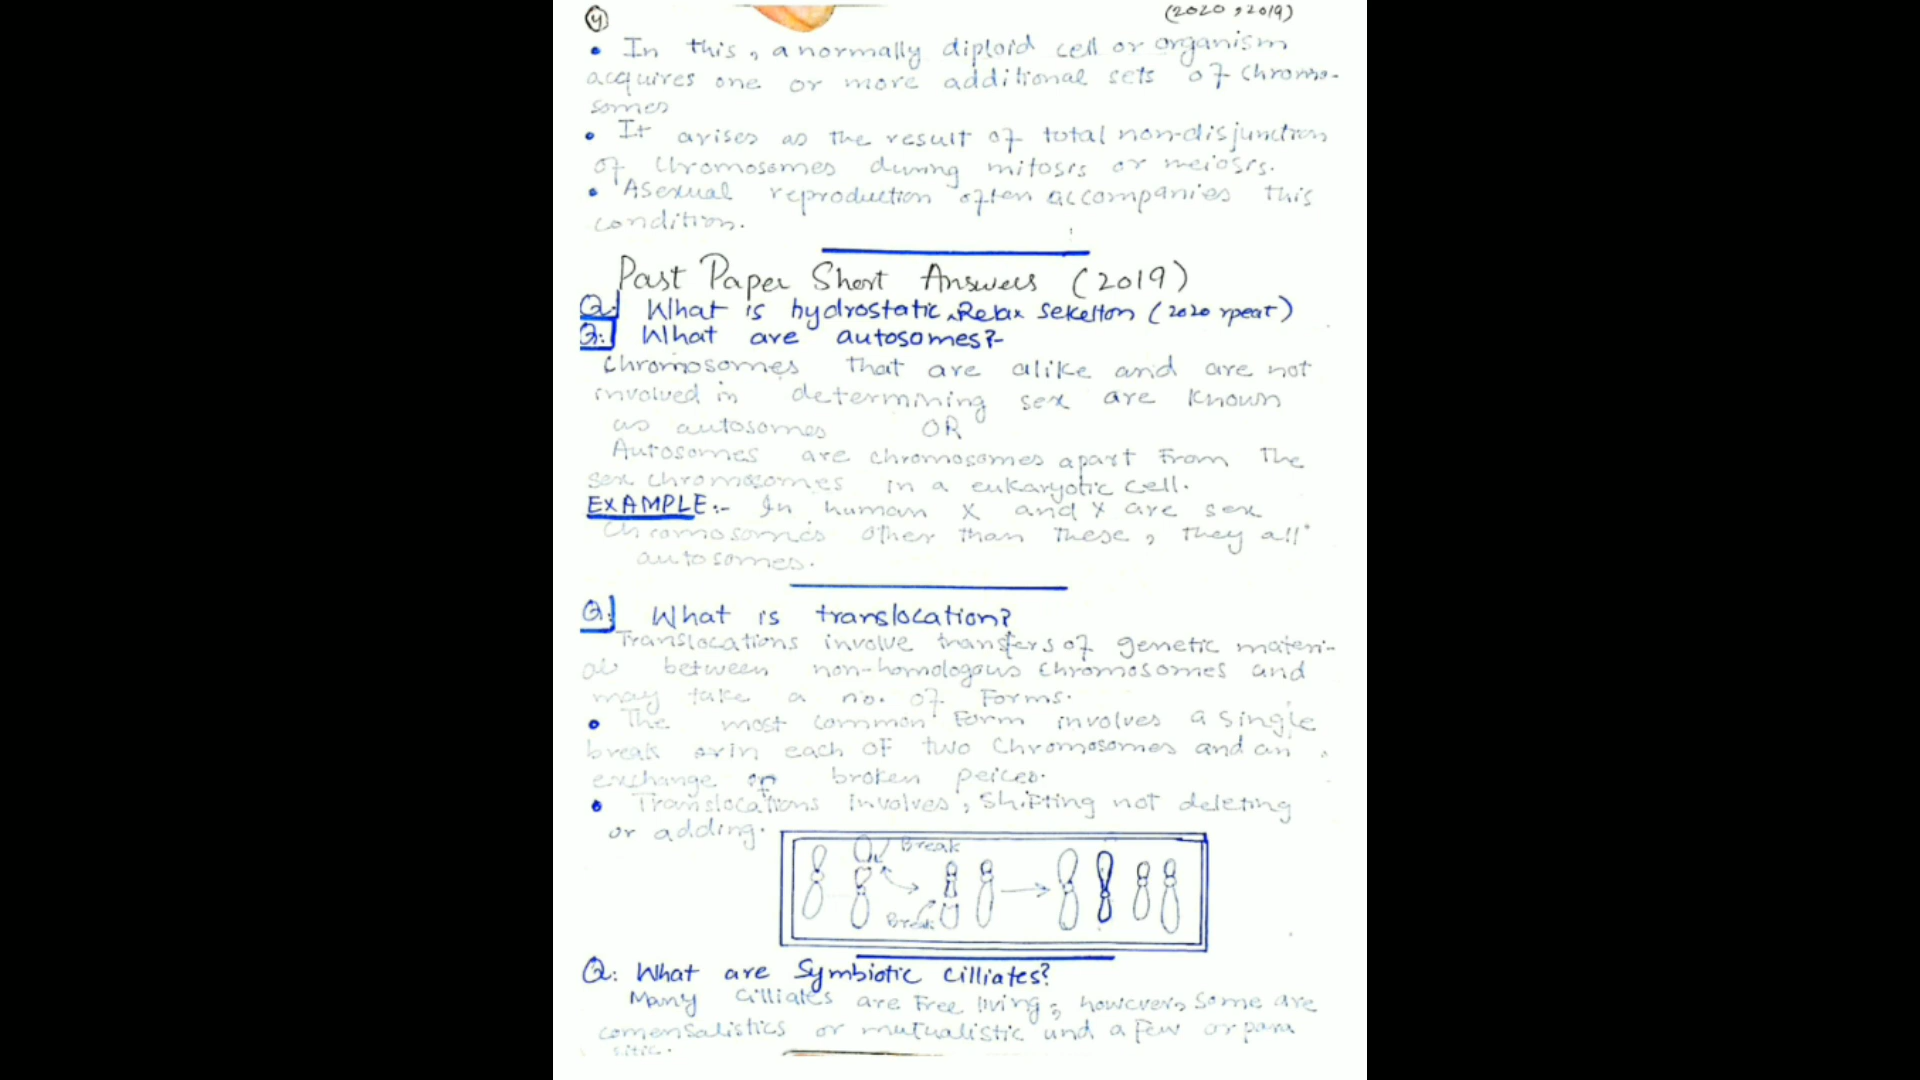 4 (2020, 2019)
• In this, a normally diploid cell or organism
acquires one or more additional sets of chromo-
somes
• It arises as the result of total non-disjunction
of chromosomes during mitosis or meiosis.
• Asexual reproduction often accompanies this
condition.
Past Paper Short Answers (2019)
Q. What is hydrostatic Relax sekelton (2020 rpeat)
Q: What are autosomes?-
Chromosomes that are alike and are not
involved in determining sex are known
as autosomes OR
Autosomes are chromosomes apart From The
sex chromosomes in a eukaryotic cell.
EXAMPLE:- In human X and Y are sex
chromosomes other than these, they all
autosomes.
Q: What is translocation?
Translocations involve transfers of genetic materi-
al between non-homologous chromosomes and
may take a no. of Forms.
• The most common Form involves a single
break in each of two Chromosomes and an
exchange of broken peices.
• Translocations involves, Shifting not deleting
or adding.
Break
Break
Q: What are Symbiotic cilliates?
Many cilliates are Free living; however, some are
comensalistics or mutualistic and a few or para
sitic.